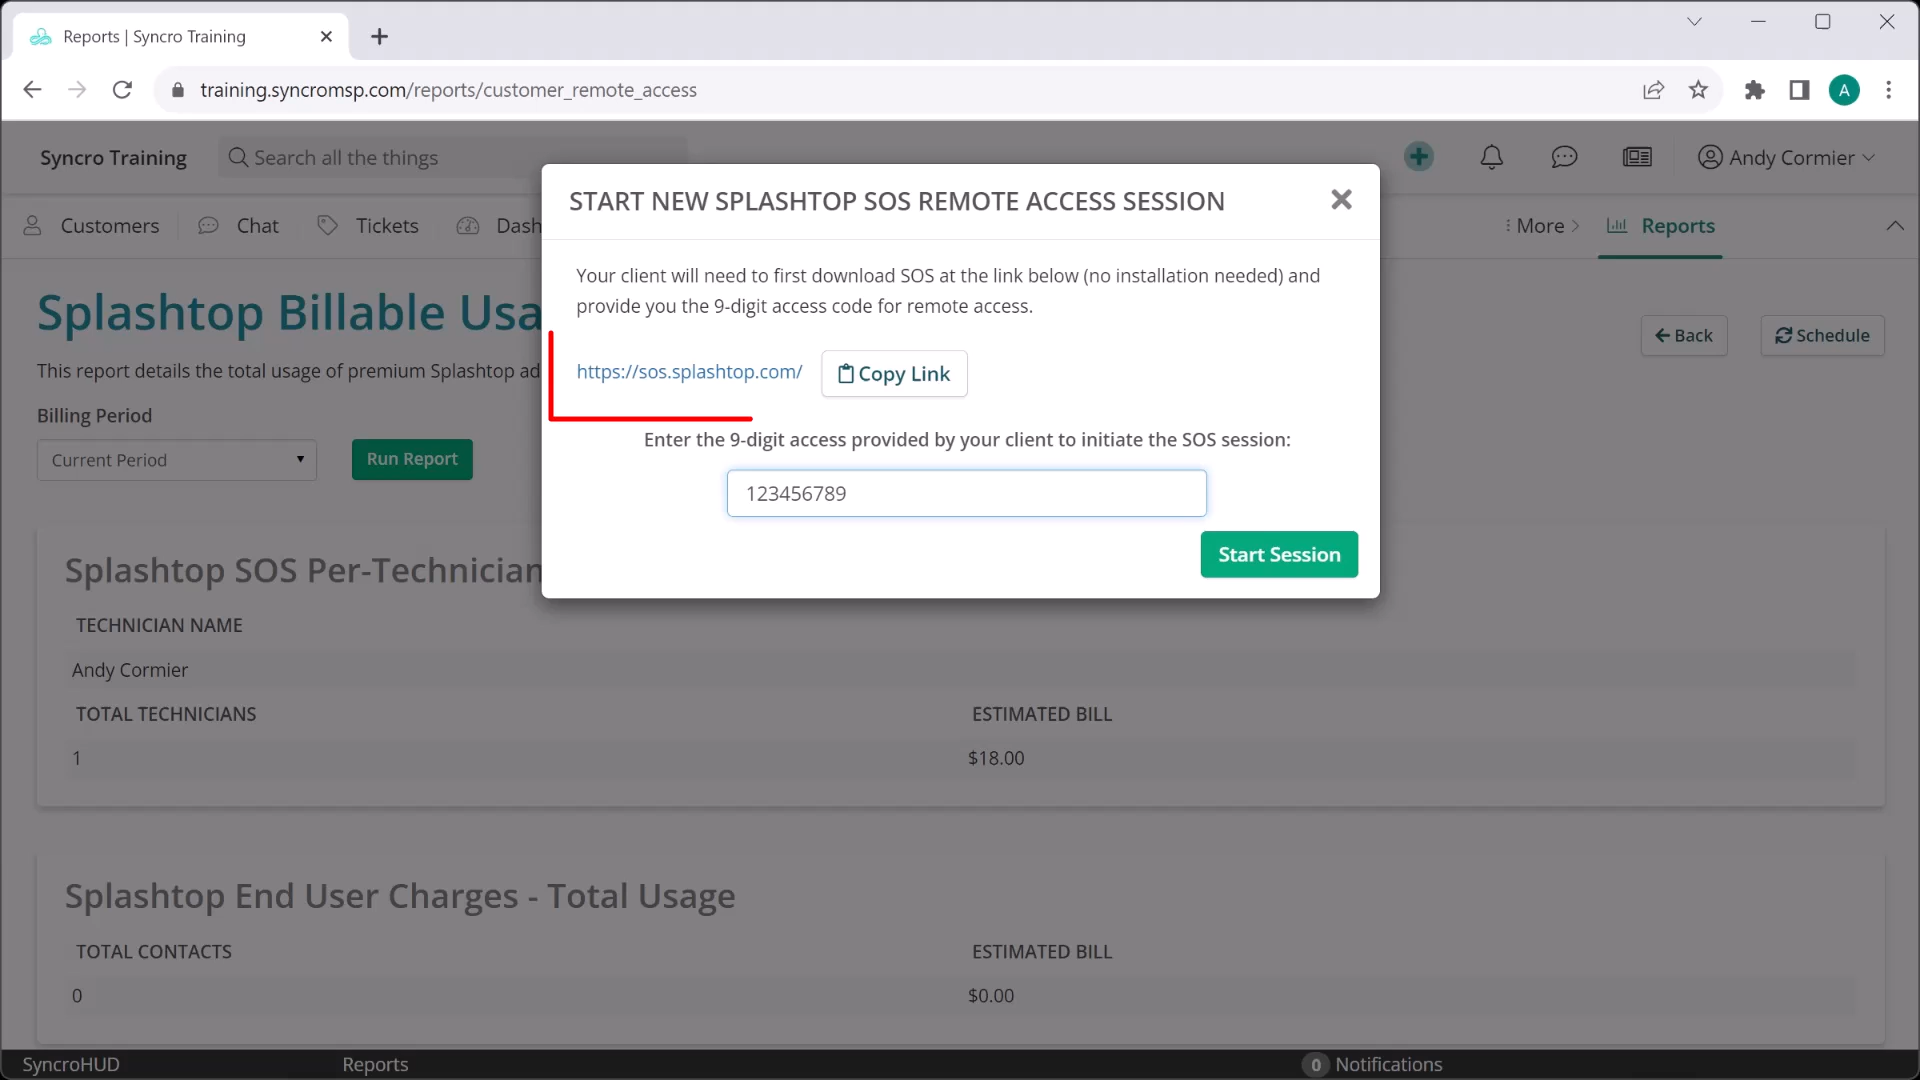 Reports | Syncro Training
training.syncromsp.com/reports/customer_remote_access
A
Syncro Training
Search all the things
Andy Cormier
Customers
Chat
Tickets
Dash
More
Reports
START NEW SPLASHTOP SOS REMOTE ACCESS SESSION
Your client will need to first download SOS at the link below (no installation needed) and
provide you the 9-digit access code for remote access.
https://sos.splashtop.com/
Copy Link
Enter the 9-digit access provided by your client to initiate the SOS session:
123456789
Start Session
Splashtop Billable Usa
Back
Schedule
This report details the total usage of premium Splashtop ad
Billing Period
Current Period
Run Report
Splashtop SOS Per-Technician
TECHNICIAN NAME
Andy Cormier
TOTAL TECHNICIANS
ESTIMATED BILL
1
$18.00
Splashtop End User Charges - Total Usage
TOTAL CONTACTS
ESTIMATED BILL
0
$0.00
SyncroHUD
Reports
0 Notifications